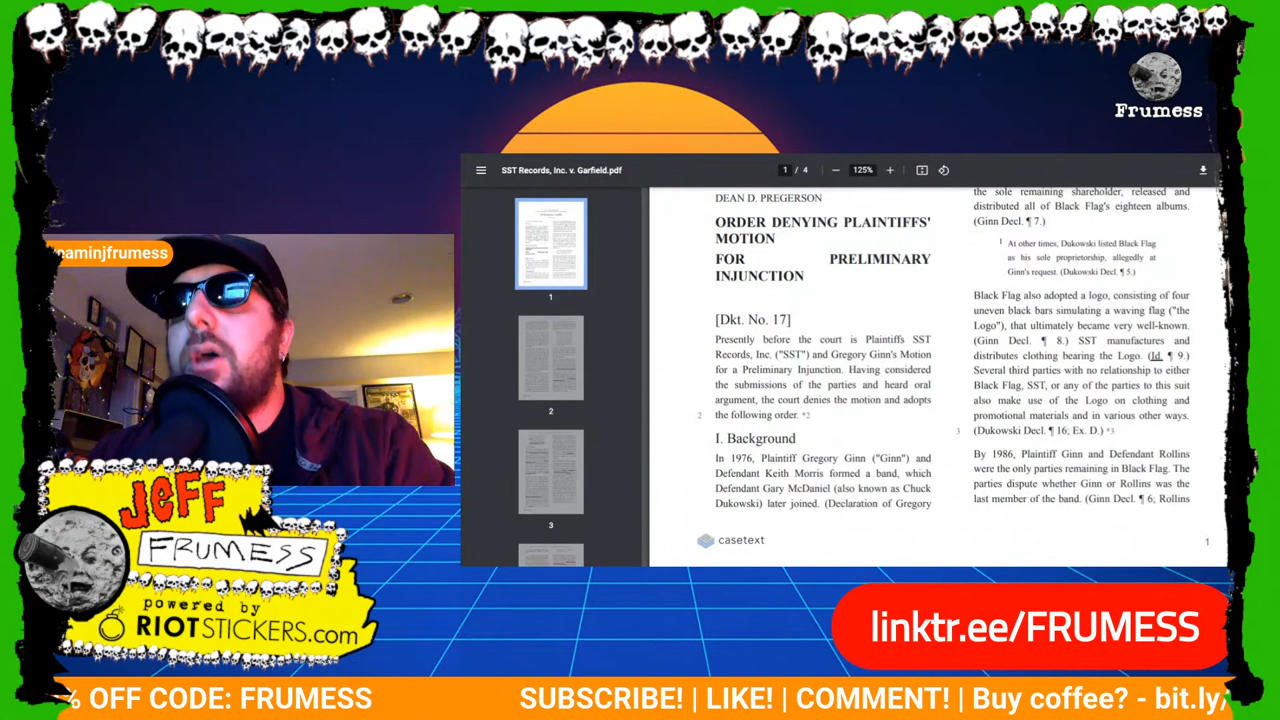 Frumess
SST Records, Inc. v. Garfield.pdf
1 / 4
125%
eaminjfrumess
1
2
3
DEAN D. PREGERSON
ORDER DENYING PLAINTIFFS'
MOTION
FOR PRELIMINARY
INJUNCTION
[Dkt. No. 17]
Presently before the court is Plaintiffs SST
Records, Inc. ("SST") and Gregory Ginn's Motion
for a Preliminary Injunction. Having considered
the submissions of the parties and heard oral
argument, the court denies the motion and adopts
2 the following order. *2
I. Background
In 1976, Plaintiff Gregory Ginn ("Ginn") and
Defendant Keith Morris formed a band, which
Defendant Gary McDaniel (also known as Chuck
Dukowski) later joined. (Declaration of Gregory
the sole remaining shareholder, released and
distributed all of Black Flag's eighteen albums.
(Ginn Decl. ¶ 7.)
1 At other times, Dukowski listed Black Flag
as his sole proprietorship, allegedly at
Ginn's request. (Dukowski Decl. ¶ 5.)
Black Flag also adopted a logo, consisting of four
uneven black bars simulating a waving flag ("the
Logo"), that ultimately became very well-known.
(Ginn Decl. ¶ 8.) SST manufactures and
distributes clothing bearing the Logo. (Id. ¶ 9.)
Several third parties with no relationship to either
Black Flag, SST, or any of the parties to this suit
also make use of the Logo on clothing and
promotional materials and in various other ways.
3 (Dukowski Decl. ¶ 16; Ex. D.) *3
By 1986, Plaintiff Ginn and Defendant Rollins
were the only parties remaining in Black Flag. The
parties dispute whether Ginn or Rollins was the
last member of the band. (Ginn Decl. ¶ 6; Rollins
casetext
1
JEFF
FRUMESS
powered by
RIOTSTICKERS.com
linktr.ee/FRUMESS
% OFF CODE: FRUMESS SUBSCRIBE! | LIKE! | COMMENT! | Buy coffee? - bit.ly/